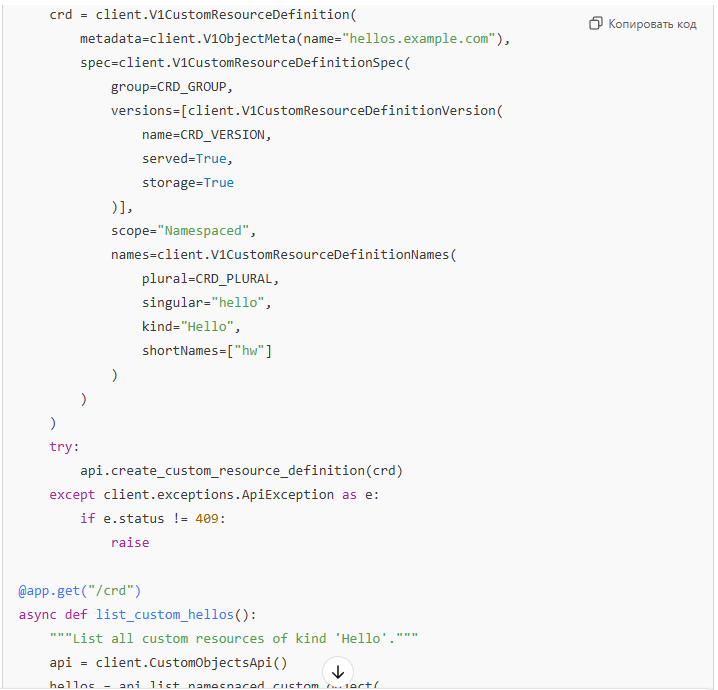 crd = client.V1CustomResourceDefinition(
Копировать код
metadata=client.V1ObjectMeta(name="hellos.example.com"),
spec=client.V1CustomResourceDefinitionSpec(
group=CRD_GROUP,
versions=[client.V1CustomResourceDefinitionVersion(
name=CRD_VERSION,
served=True,
storage=True
)],
scope="Namespaced",
names=client.V1CustomResourceDefinitionNames(
plural=CRD_PLURAL,
singular="hello",
kind="Hello",
shortNames=["hw"]
)
)
)
try:
api.create_custom_resource_definition(crd)
except client.exceptions.ApiException as e:
if e.status != 409:
raise
@app.get("/crd")
async def list_custom_hellos():
"""List all custom resources of kind 'Hello'."""
api = client.CustomObjectsApi()
hellos = api.list_namespaced_custom_object(